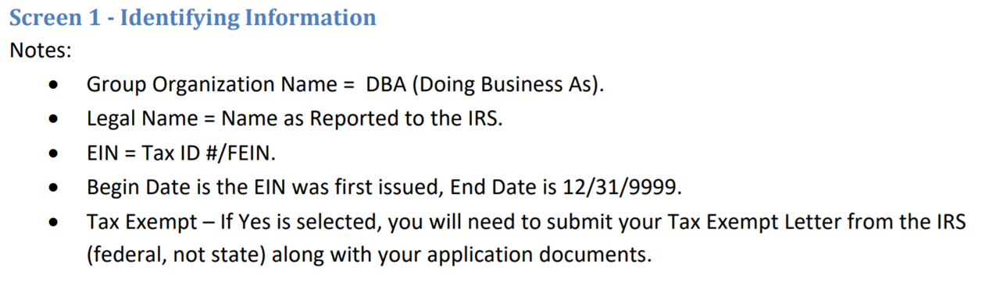 Screen 1 - Identifying Information
Notes:
• Group Organization Name =  DBA (Doing Business As).
• Legal Name = Name as Reported to the IRS.
• EIN = Tax ID #/FEIN.
• Begin Date is the EIN was first issued, End Date is 12/31/9999.
• Tax Exempt – If Yes is selected, you will need to submit your Tax Exempt Letter from the IRS
(federal, not state) along with your application documents.